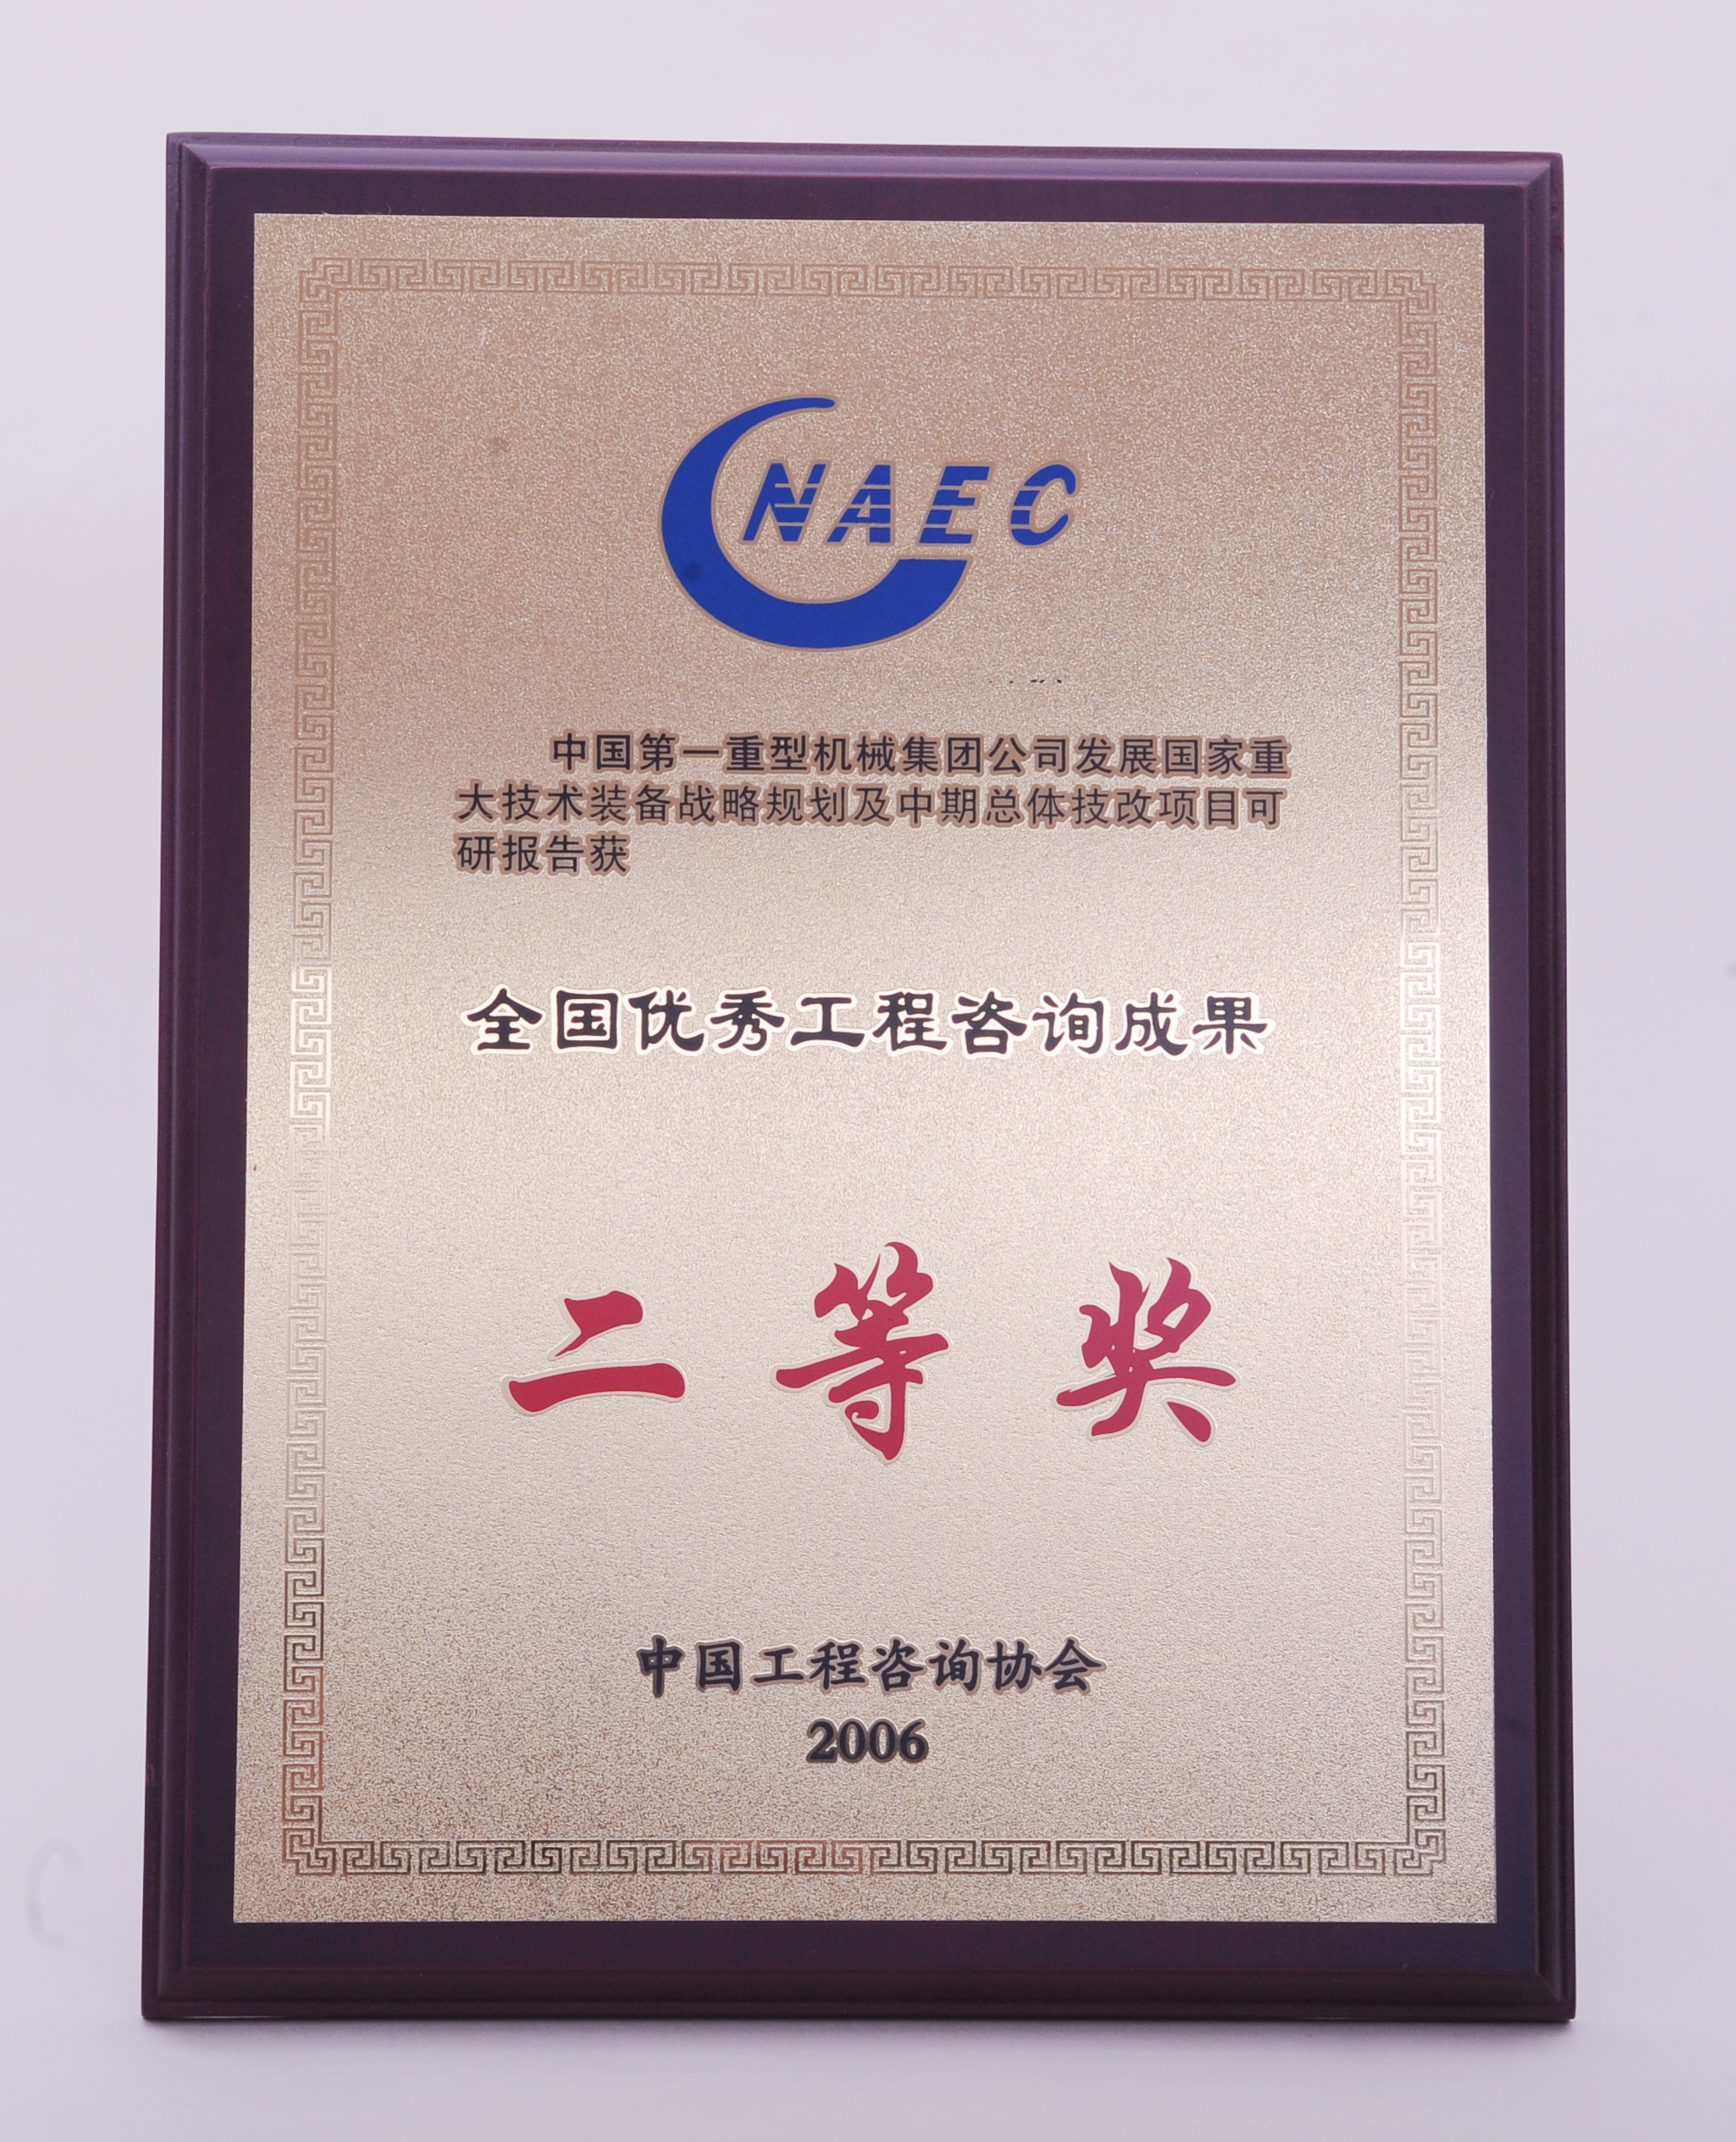 CNAEC
中国第一重型机械集团公司发展国家重
大技术装备战略规划及中期总体技改项目可
研报告获
全国优秀工程咨询成果
二等奖
中国工程咨询协会
2006